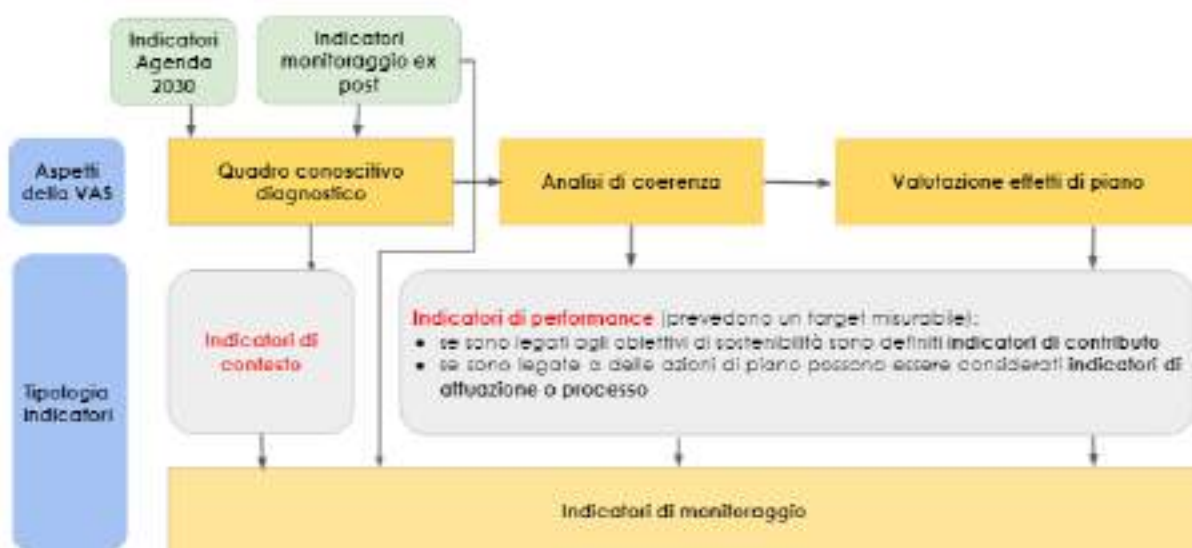 Indicatori
Agenda
2030
Indicatori
monitoraggio ex
post
Aspetti
della VAS
Quadro conoscitivo
diagnostico
Analisi di coerenza
Valutazione effetti di piano
Tipologia
indicatori
Indicatori di
contesto
Indicatori di performance (prevedono un target misurabile):
• se sono legati agli obiettivi di sostenibilità sono definiti indicatori di contributo
• se sono legate a delle azioni di piano possono essere considerati indicatori di
attuazione o processo
Indicatori di monitoraggio